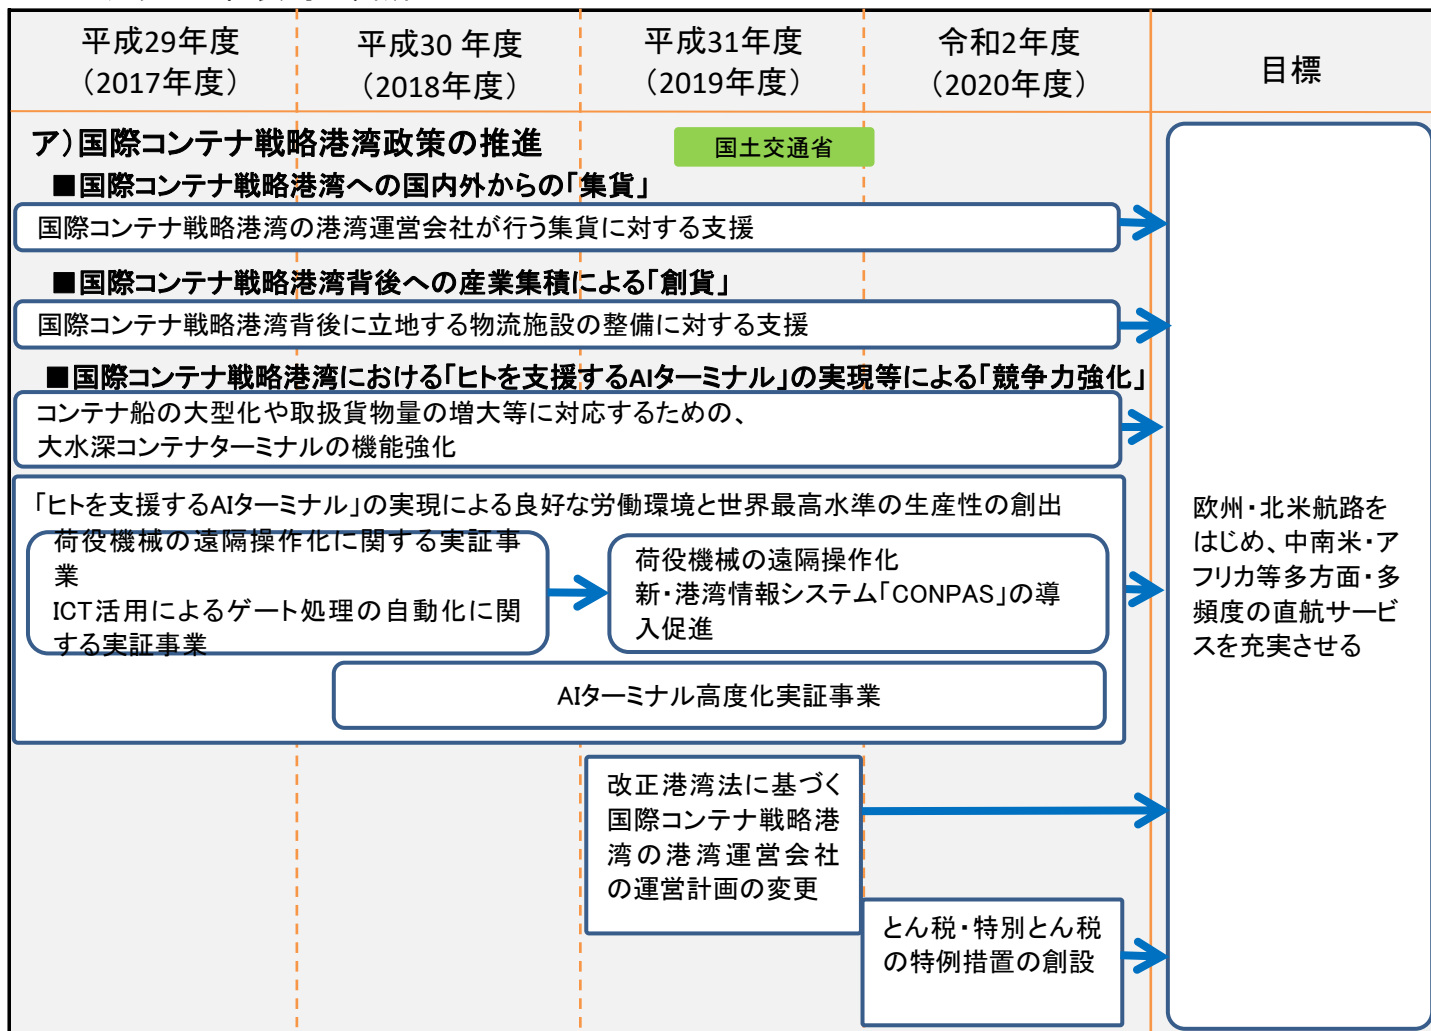 平成29年度
（2017年度）
平成30 年度
（2018年度）
平成31年度
（2019年度）
令和2年度
（2020年度）
目標
ア）国際コンテナ戦略港湾政策の推進
国土交通省
■国際コンテナ戦略港湾への国内外からの「集貨」
国際コンテナ戦略港湾の港湾運営会社が行う集貨に対する支援
■国際コンテナ戦略港湾背後への産業集積による「創貨」
国際コンテナ戦略港湾背後に立地する物流施設の整備に対する支援
■国際コンテナ戦略港湾における「ヒトを支援するAIターミナル」の実現等による「競争力強化」
コンテナ船の大型化や取扱貨物量の増大等に対応するための、
大水深コンテナターミナルの機能強化
「ヒトを支援するAIターミナル」の実現による良好な労働環境と世界最高水準の生産性の創出
荷役機械の遠隔操作化に関する実証事
業
ICT活用によるゲート処理の自動化に関
する実証事業
荷役機械の遠隔操作化
新・港湾情報システム「CONPAS」の導
入促進
AIターミナル高度化実証事業
改正港湾法に基づく
国際コンテナ戦略港
湾の港湾運営会社
の運営計画の変更
とん税・特別とん税
の特例措置の創設
欧州・北米航路を
はじめ、中南米・ア
フリカ等多方面・多
頻度の直航サービ
スを充実させる